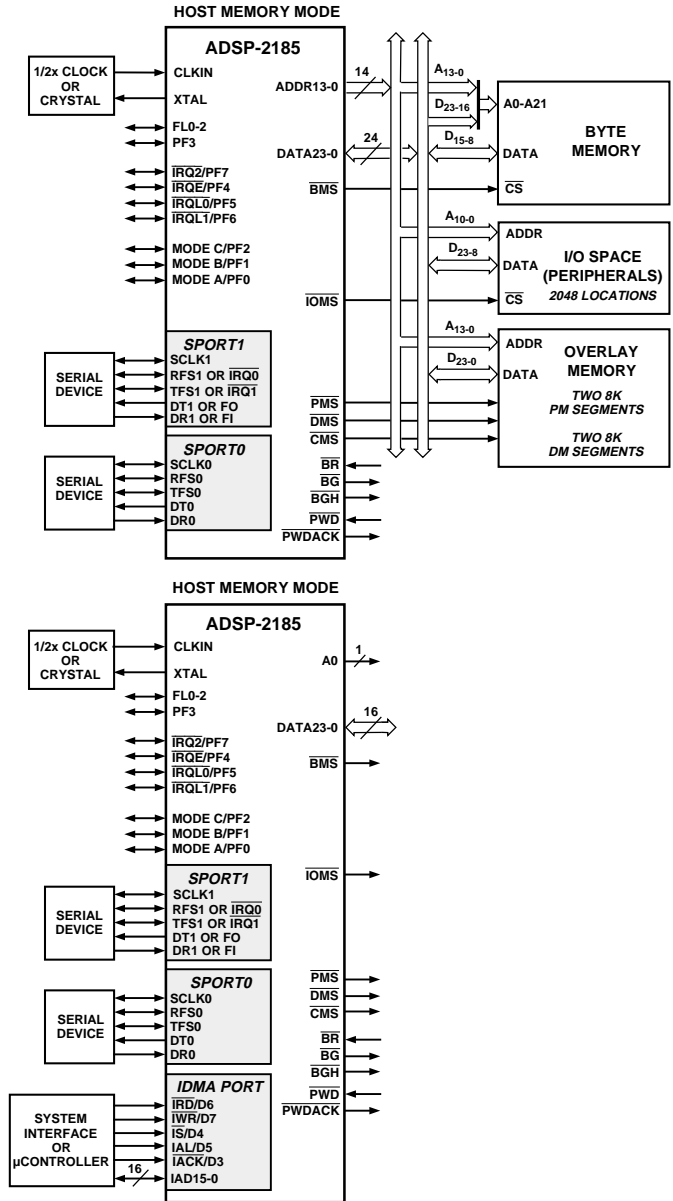 HOST MEMORY MODE
ADSP-2185
1/2x CLOCK
OR
CRYSTAL
CLKIN
XTAL
FL0-2
PF3
IRQ2/PF7
IRQE/PF4
IRQL0/PF5
IRQL1/PF6
MODE C/PF2
MODE B/PF1
MODE A/PF0
SERIAL
DEVICE
SPORT1
SCLK1
RFS1 OR IRQ0
TFS1 OR IRQ1
DT1 OR FO
DR1 OR FI
SERIAL
DEVICE
SPORT0
SCLK0
RFS0
TFS0
DT0
DR0
ADDR13-0
14
DATA23-0
24
BMS
IOMS
PMS
DMS
CMS
BR
BG
BGH
PWD
PWDACK
A13-0
D23-16
D15-8
A0-A21
BYTE
MEMORY
DATA
CS
A10-0
D23-8
ADDR
DATA
CS
I/O SPACE
(PERIPHERALS)
2048 LOCATIONS
A13-0
D23-0
ADDR
DATA
OVERLAY
MEMORY
TWO 8K
PM SEGMENTS
TWO 8K
DM SEGMENTS
HOST MEMORY MODE
ADSP-2185
1/2x CLOCK
OR
CRYSTAL
CLKIN
XTAL
FL0-2
PF3
IRQ2/PF7
IRQE/PF4
IRQL0/PF5
IRQL1/PF6
MODE C/PF2
MODE B/PF1
MODE A/PF0
SERIAL
DEVICE
SPORT1
SCLK1
RFS1 OR IRQ0
TFS1 OR IRQ1
DT1 OR FO
DR1 OR FI
SERIAL
DEVICE
SPORT0
SCLK0
RFS0
TFS0
DT0
DR0
SYSTEM
INTERFACE
OR
µCONTROLLER
IDMA PORT
IRD/D6
IWR/D7
IS/D4
IAL/D5
IACK/D3
IAD15-0
16
A0
1
DATA23-0
16
BMS
IOMS
PMS
DMS
CMS
BR
BG
BGH
PWD
PWDACK